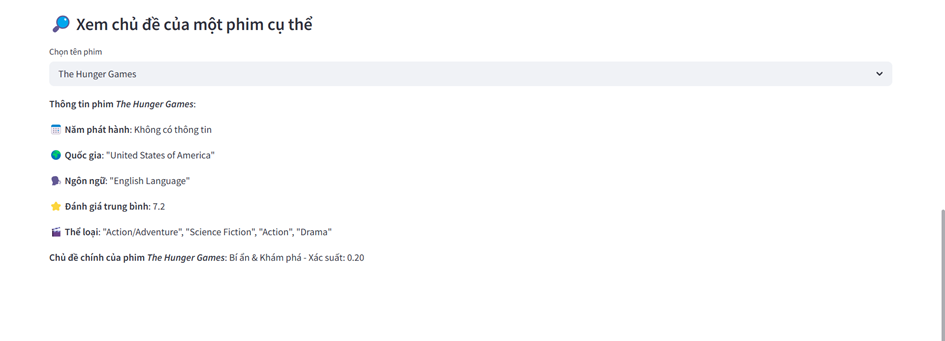 Xem chủ đề của một phim cụ thể
Chọn tên phim
The Hunger Games
Thông tin phim The Hunger Games:
Năm phát hành: Không có thông tin
Quốc gia: "United States of America"
Ngôn ngữ: "English Language"
Đánh giá trung bình: 7.2
Thể loại: "Action/Adventure", "Science Fiction", "Action", "Drama"
Chủ đề chính của phim The Hunger Games: Bí ẩn & Khám phá - Xác suất: 0.20